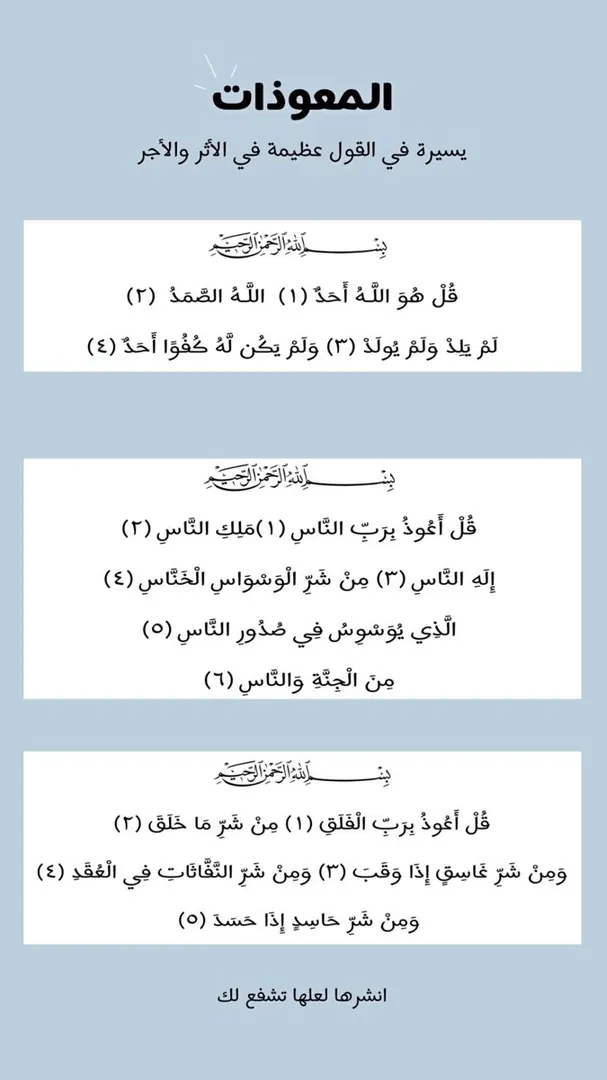 المعوذات
يسيرة في القول عظيمة في الأثر والأجر
بِسْمِ اللَّهِ الرَّحْمَٰنِ الرَّحِيمِ
قُلْ هُوَ اللَّـهُ أَحَدٌ (١) اللَّـهُ الصَّمَدُ (٢)
لَمْ يَلِدْ وَلَمْ يُولَدْ (٣) وَلَمْ يَكُن لَّهُ كُفُوًا أَحَدٌ (٤)
بِسْمِ اللَّهِ الرَّحْمَٰنِ الرَّحِيمِ
قُلْ أَعُوذُ بِرَبِّ النَّاسِ (١)مَلِكِ النَّاسِ (٢)
إِلَهِ النَّاسِ (٣) مِنْ شَرِّ الْوَسْوَاسِ الْخَنَّاسِ (٤)
الَّذِي يُوَسْوِسُ فِي صُدُورِ النَّاسِ (٥)
مِنَ الْجِنَّةِ وَالنَّاسِ (٦)
بِسْمِ اللَّهِ الرَّحْمَٰنِ الرَّحِيمِ
قُلْ أَعُوذُ بِرَبِّ الْفَلَقِ (١) مِنْ شَرِّ مَا خَلَقَ (٢)
وَمِنْ شَرِّ غَاسِقٍ إِذَا وَقَبَ (٣) وَمِنْ شَرِّ النَّفَّاثَاتِ فِي الْعُقَدِ (٤)
وَمِنْ شَرِّ حَاسِدٍ إِذَا حَسَدَ (٥)
انشرها لعلها تشفع لك